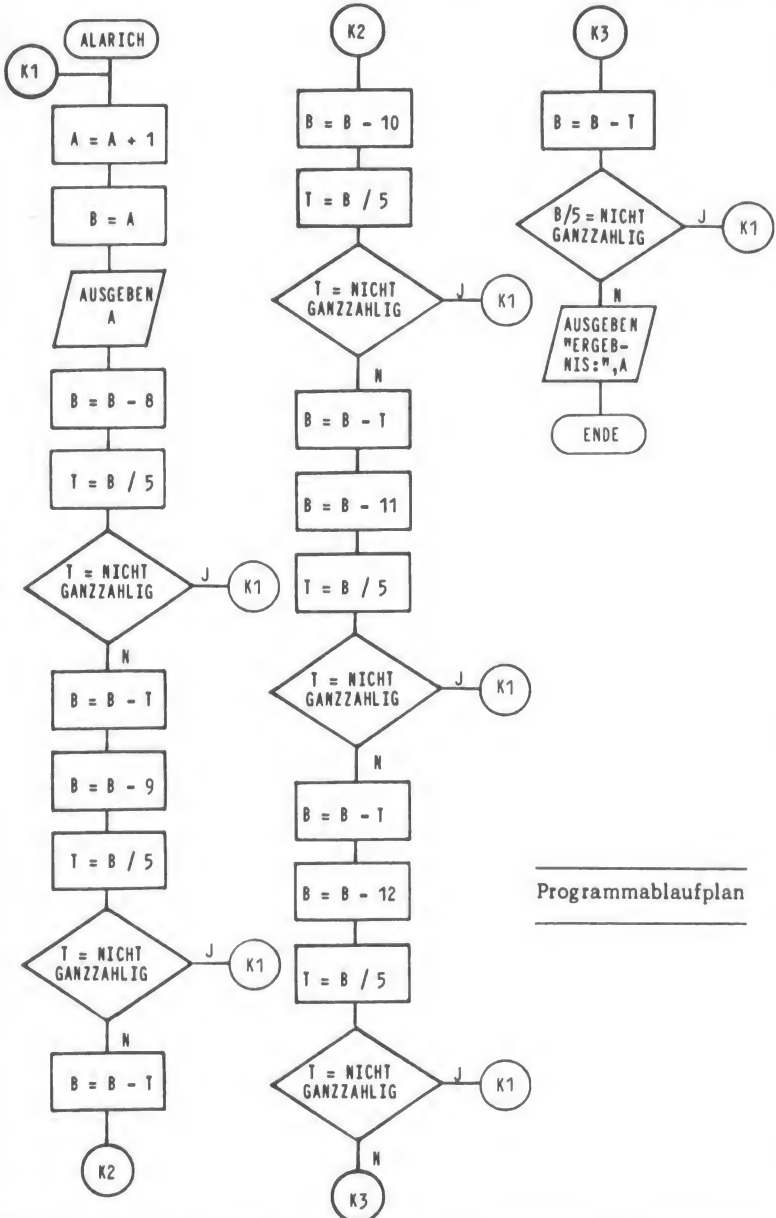 ALARICH
K1
A = A + 1
B = A
AUSGEBEN
A
B = B - 8
T = B / 5
T = NICHT
GANZZAHLIG
J
K1
N
B = B - T
B = B - 9
T = B / 5
T = NICHT
GANZZAHLIG
J
K1
N
B = B - T
K2
K2
B = B - 10
T = B / 5
T = NICHT
GANZZAHLIG
J
K1
N
B = B - T
B = B - 11
T = B / 5
T = NICHT
GANZZAHLIG
J
K1
N
B = B - T
B = B - 12
T = B / 5
T = NICHT
GANZZAHLIG
J
K1
N
K3
K3
B = B - T
B/5 = NICHT
GANZZAHLIG
J
K1
N
AUSGEBEN
"ERGEB-
NIS:",A
ENDE
Programmablaufplan